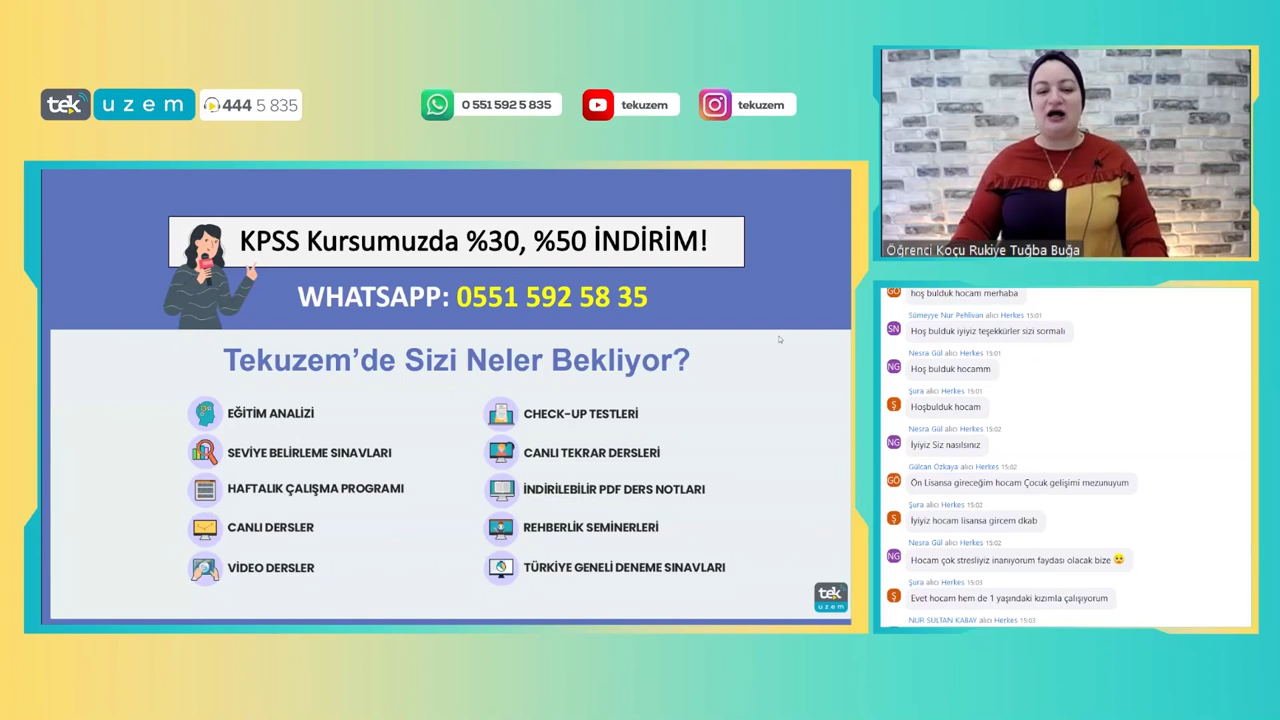 tek uzem 444 5 835
0 551 592 5 835
tekuzem
tekuzem
KPSS Kursumuzda %30, %50 İNDİRİM!
WHATSAPP: 0551 592 58 35
Tekuzem’de Sizi Neler Bekliyor?
EĞİTİM ANALİZİ
SEVİYE BELİRLEME SINAVLARI
HAFTALIK ÇALIŞMA PROGRAMI
CANLI DERSLER
VİDEO DERSLER
CHECK-UP TESTLERİ
CANLI TEKRAR DERSLERİ
İNDİRİLEBİLİR PDF DERS NOTLARI
REHBERLİK SEMİNERLERİ
TÜRKİYE GENELİ DENEME SINAVLARI
tek
uzem
Öğrenci Koçu Rukiye Tuğba Buğa
GÖ
hoş bulduk hocam merhaba
Sümeyye Nur Pehlivan alıcı Herkes 15:01
SN
Hoş bulduk iyiyiz teşekkürler sizi sormalı
Nesra Gül alıcı Herkes 15:01
NG
Hoş bulduk hocamm
Şura alıcı Herkes 15:01
Ş
Hoşbulduk hocam
Nesra Gül alıcı Herkes 15:02
NG
İyiyiz Siz nasılsınız
Gülcan Özkaya alıcı Herkes 15:02
GÖ
Ön Lisansa gireceğim hocam Çocuk gelişimi mezunuyum
Şura alıcı Herkes 15:02
Ş
İyiyiz hocam lisansa gircem dkab
Nesra Gül alıcı Herkes 15:02
NG
Hocam çok stresliyiz inanıyorum faydası olacak bize 🥲
Şura alıcı Herkes 15:03
Ş
Evet hocam hem de 1 yaşındaki kızımla çalışıyorum
NUR SULTAN KABAY alıcı Herkes 15:03